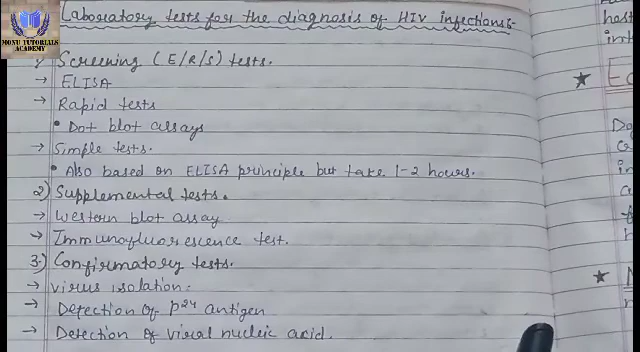 MONU TUTORIALS
ACADEMY
Laboratory tests for the diagnosis of HIV infections:-
1) Screening (E/R/S) tests.
→ ELISA
→ Rapid tests
• Dot blot assays
→ Simple tests.
• Also based on ELISA principle but take 1-2 hours.
2) Supplemental tests.
→ Western blot assay
→ Immunofluorescence test.
3.) Confirmatory tests.
→ Virus isolation.
→ Detection of P24 antigen
→ Detection of viral nucleic acid.